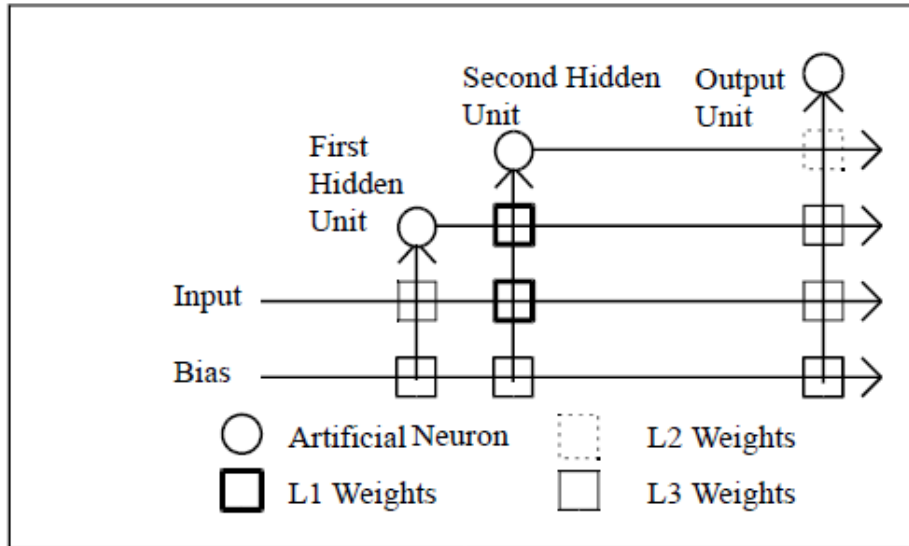 Second Hidden
Unit
Output
Unit
First
Hidden
Unit
Input
Bias
Artificial Neuron
L2 Weights
L1 Weights
L3 Weights